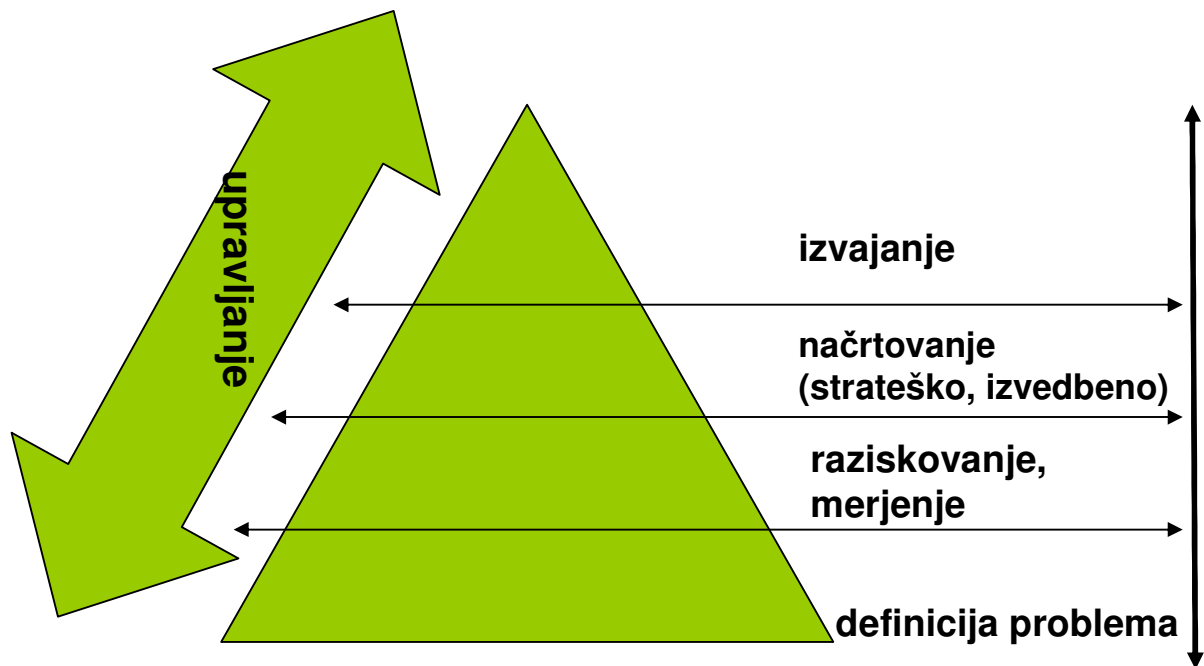 upravljanje
izvajanje
načrtovanje
(strateško, izvedbeno)
raziskovanje,
merjenje
definicija problema